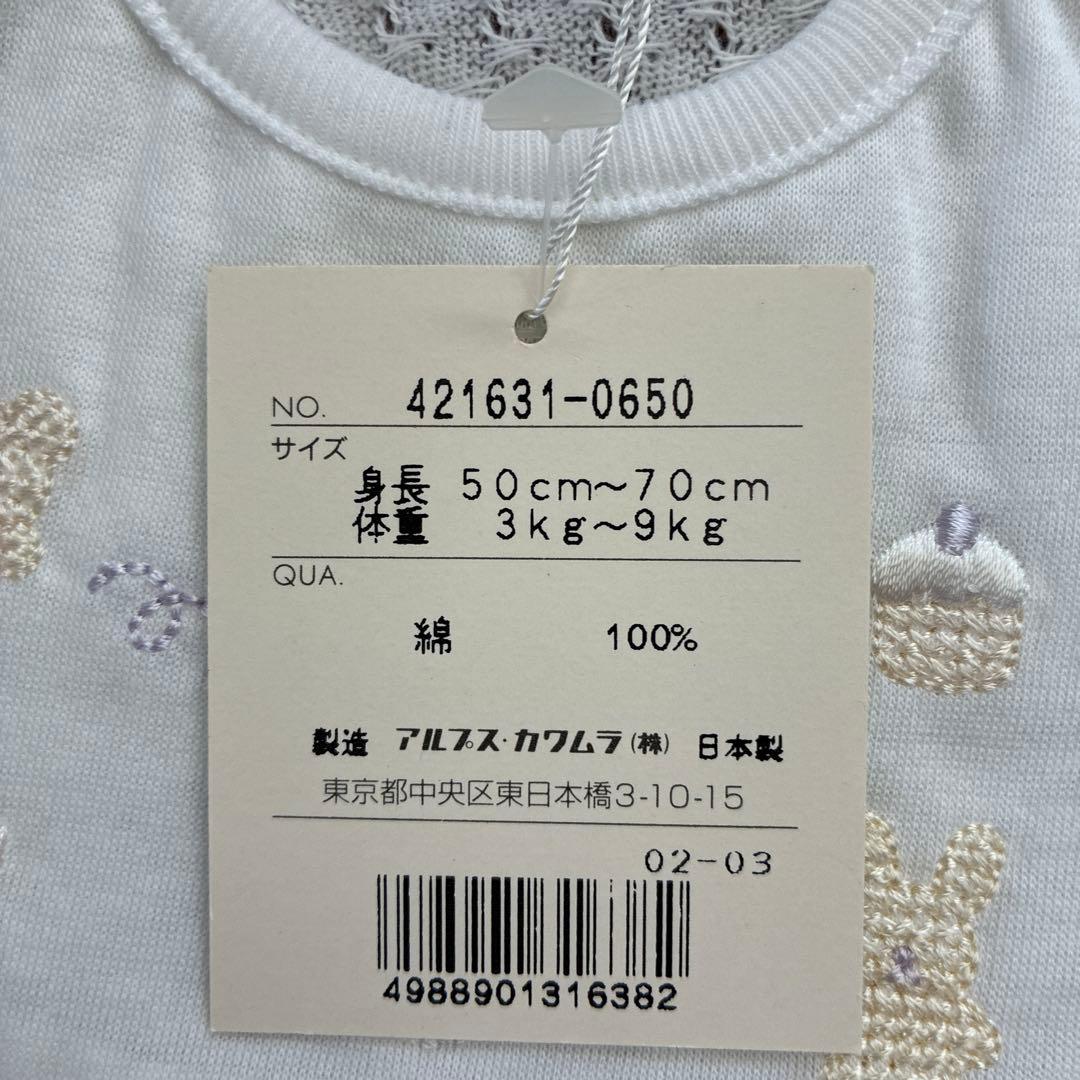 NO. 421631-0650
サイズ
身長 50cm～70cm
体重 3kg～9kg
QUA.
綿 100%
製造 アルプス・カワムラ(株) 日本製
東京都中央区東日本橋3-10-15
02-03
4988901316382